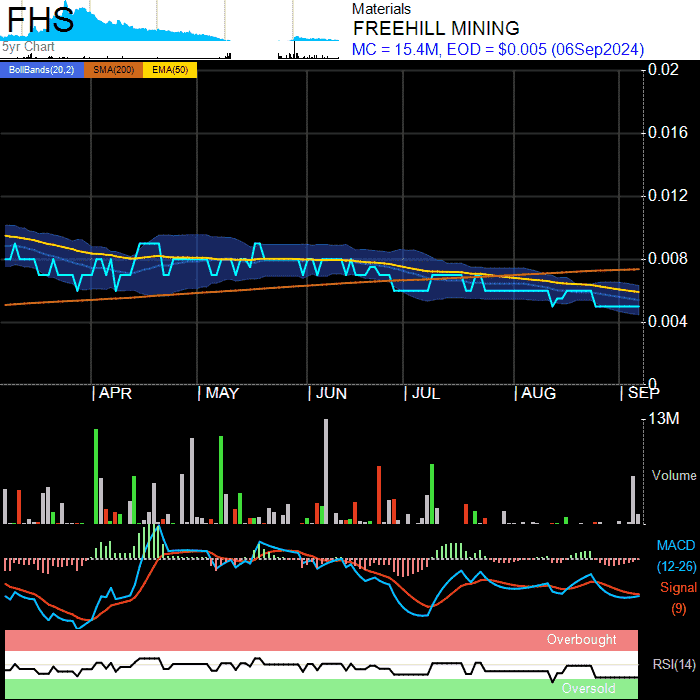 FHS
5yr Chart
Materials
FREEHILL MINING
MC = 15.4M, EOD = $0.005 (06Sep2024)
BollBands(20,2) SMA(200) EMA(50)
0.02
0.016
0.012
0.008
0.004
0
APR MAY JUN JUL AUG SEP
13M
Volume
MACD
(12-26)
Signal
(9)
Overbought
RSI(14)
Oversold